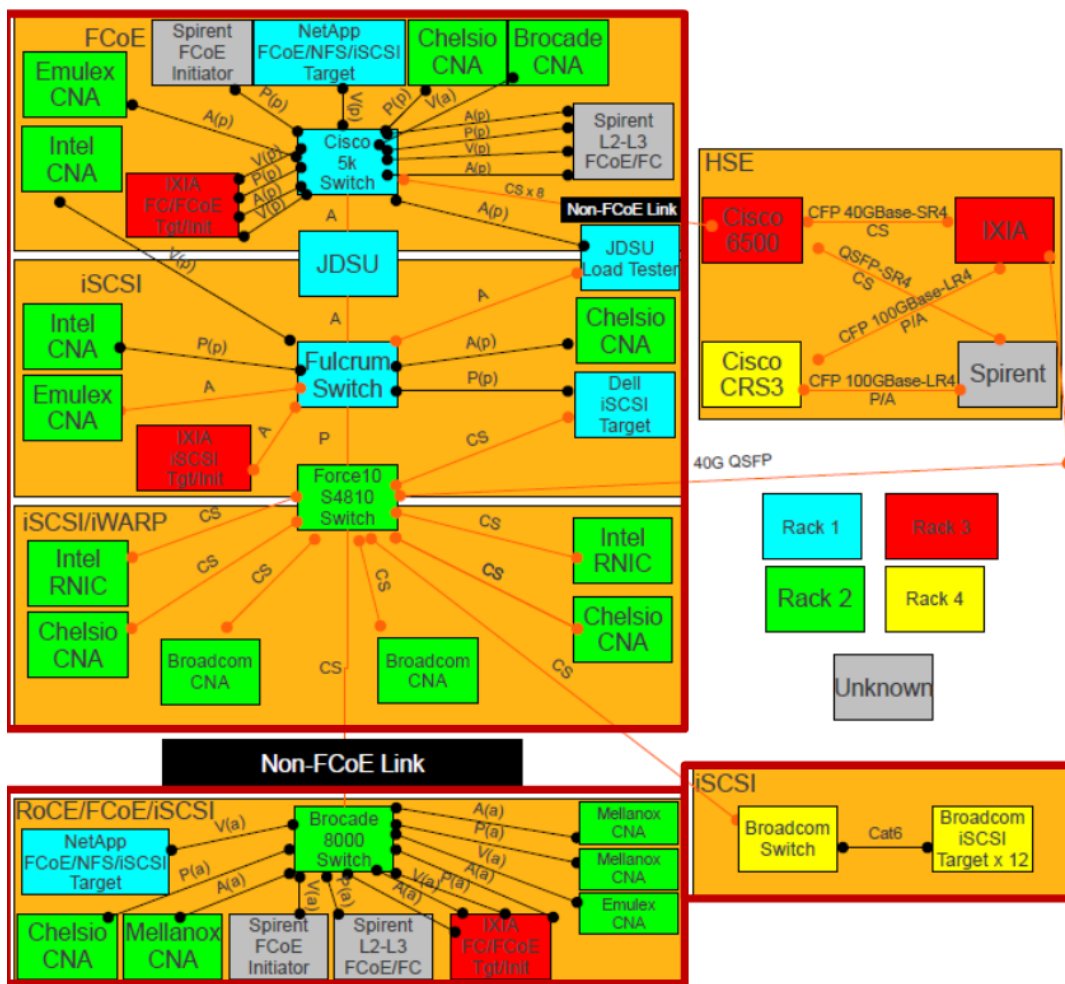 FCoE
Spirent
FCoE
Initiator
NetApp
FCoE/NFS/iSCSI
Target
Chelsio
CNA
Brocade
CNA
Emulex
CNA
P(p)
V(p)
P(p)
V(a)
A(p)
Intel
CNA
Cisco
5k
Switch
A(p)
P(p)
V(p)
A(p)
Spirent
L2-L3
FCoE/FC
IXIA
FC/FCoE
Tgt/Init
V(p)
P(p)
A(p)
V(p)
CS x 8
Non-FCoE Link
A
A(p)
V(p)
JDSU
JDSU
Load Tester
HSE
Cisco
6500
CFP 40GBase-SR4
CS
IXIA
QSFP-SR4
CS
CFP 100GBase-LR4
P/A
Cisco
CRS3
CFP 100GBase-LR4
P/A
Spirent
iSCSI
A
A
Intel
CNA
P(p)
Fulcrum
Switch
A(p)
Chelsio
CNA
Emulex
CNA
A
P(p)
Dell
iSCSI
Target
IXIA
iSCSI
Tgt/Init
A
P
CS
40G QSFP
Force10
S4810
Switch
iSCSI/iWARP
CS
CS
Intel
RNIC
CS
CS
CS
CS
Intel
RNIC
Chelsio
CNA
Chelsio
CNA
Broadcom
CNA
CS
Broadcom
CNA
CS
Rack 1
Rack 3
Rack 2
Rack 4
Unknown
Non-FCoE Link
RoCE/FCoE/iSCSI
NetApp
FCoE/NFS/iSCSI
Target
V(a)
P(a)
A(a)
Brocade
8000
Switch
A(a)
P(a)
V(a)
A(a)
Mellanox
CNA
Mellanox
CNA
Emulex
CNA
V(a)
P(a)
A(a)
V(a)
P(a)
Chelsio
CNA
Mellanox
CNA
Spirent
FCoE
Initiator
Spirent
L2-L3
FCoE/FC
IXIA
FC/FCoE
Tgt/Init
iSCSI
Broadcom
Switch
Cat6
Broadcom
iSCSI
Target x 12